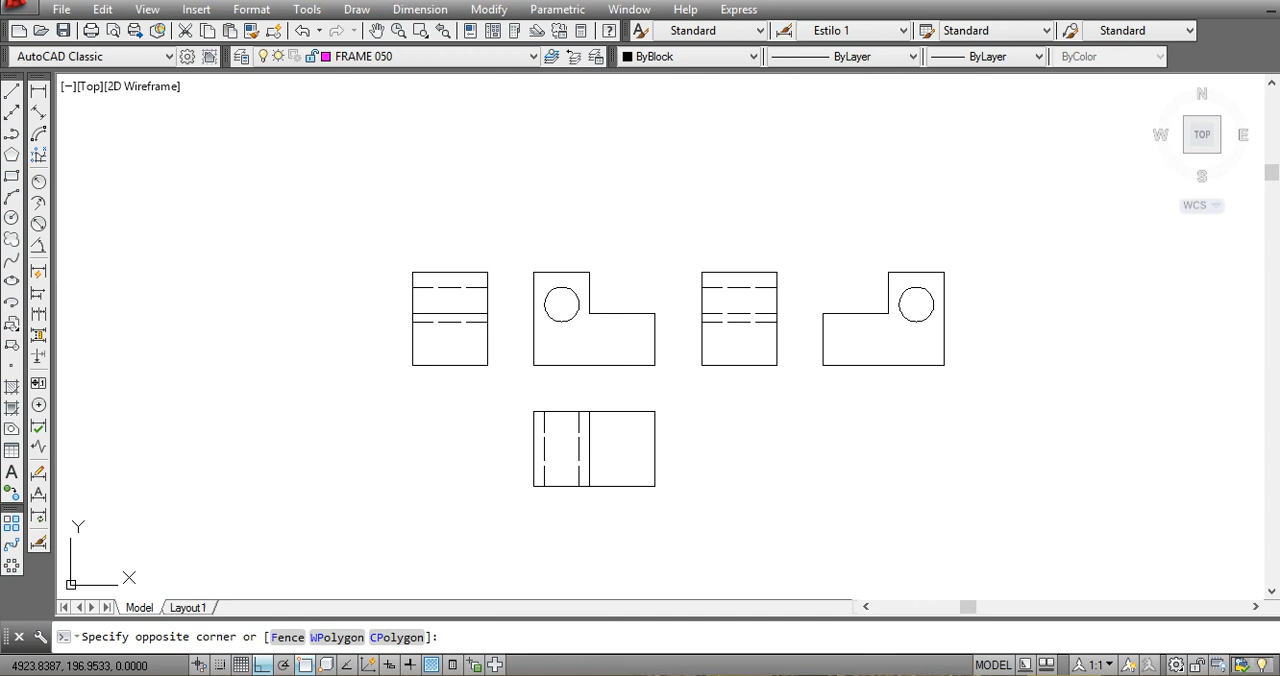 File Edit View Insert Format Tools Draw Dimension Modify Parametric Window Help Express
Standard Estilo 1 Standard Standard
AutoCAD Classic FRAME 050 ByBlock ByLayer ByLayer ByColor
[−][Top][2D Wireframe]
N
W TOP E
S
WCS
Y
X
Model Layout1
Specify opposite corner or [Fence WPolygon CPolygon]:
4923.8387, 196.9533, 0.0000 MODEL 1:1